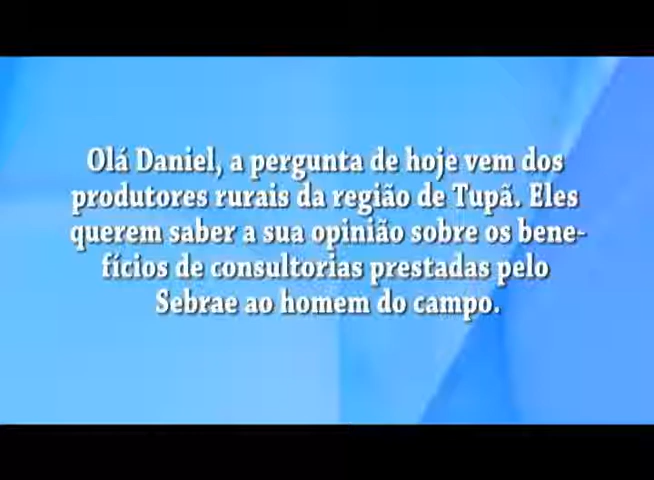 Olá Daniel, a pergunta de hoje vem dos
produtores rurais da região de Tupã. Eles
querem saber a sua opinião sobre os bene-
fícios de consultorias prestadas pelo
Sebrae ao homem do campo.